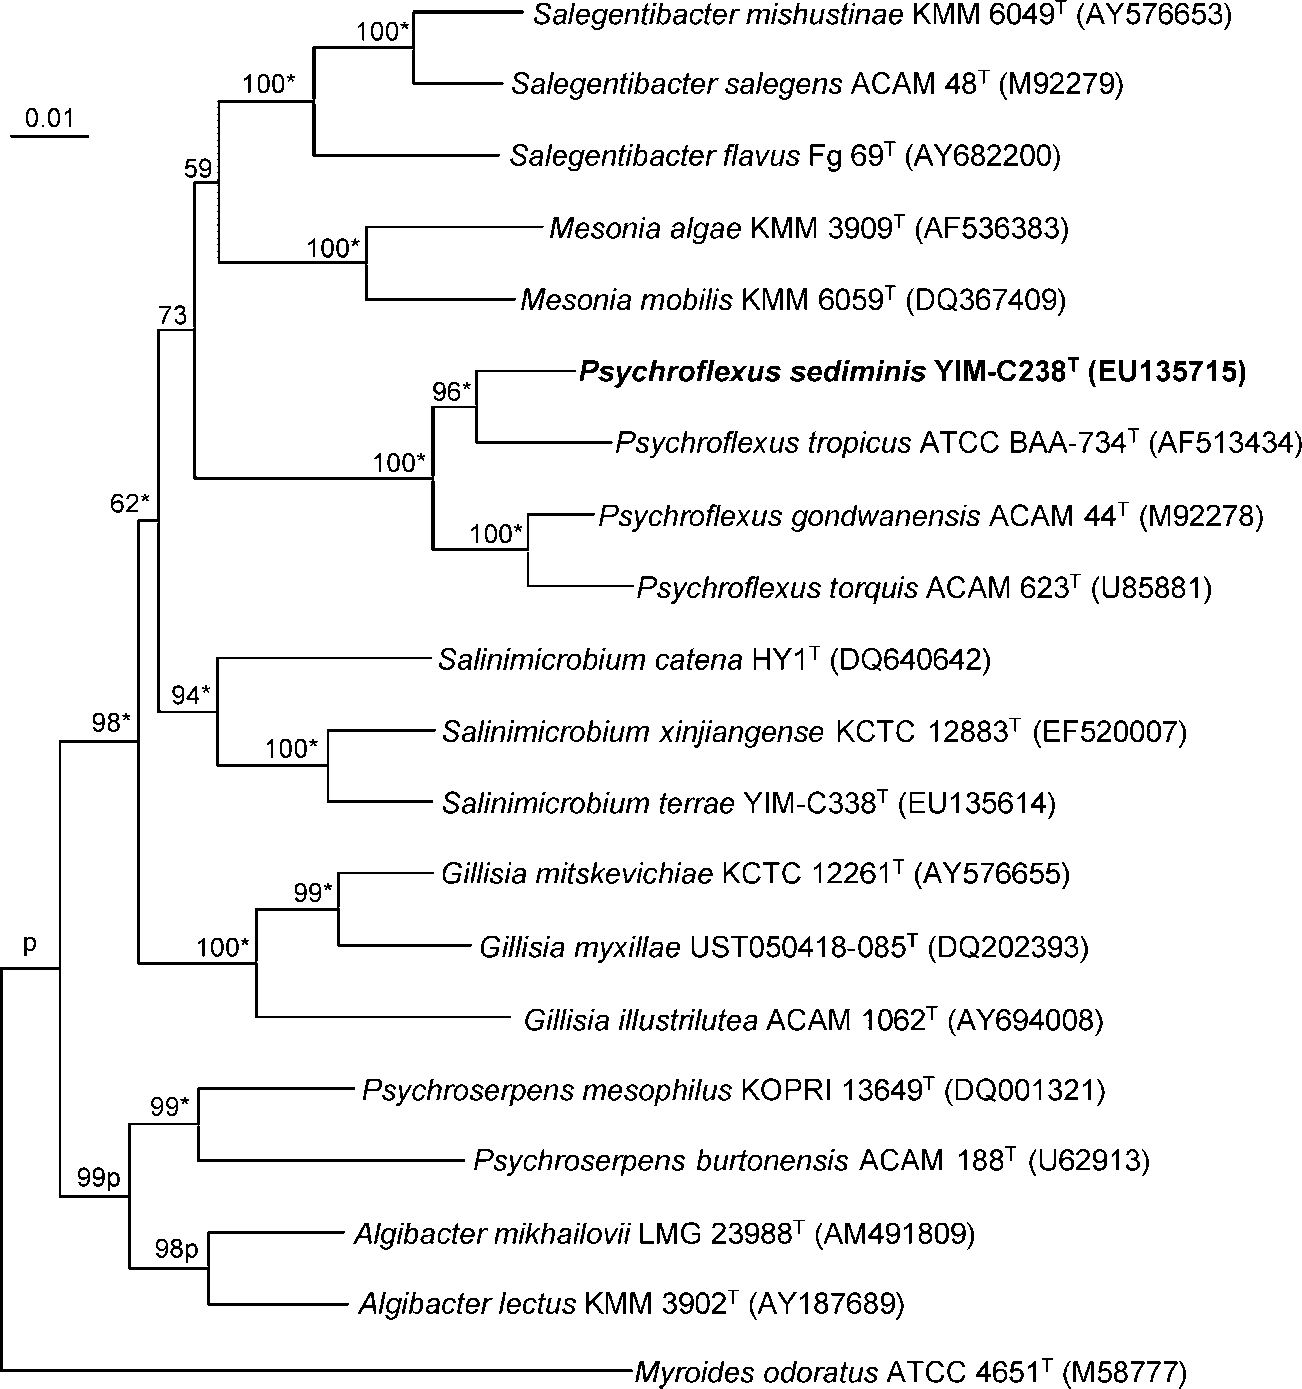 Salegentibacter mishustinae KMM 6049ᵀ (AY576653)
100*
Salegentibacter salegens ACAM 48ᵀ (M92279)
100*
0.01
Salegentibacter flavus Fg 69ᵀ (AY682200)
59
Mesonia algae KMM 3909ᵀ (AF536383)
100*
Mesonia mobilis KMM 6059ᵀ (DQ367409)
73
Psychroflexus sediminis YIM-C238ᵀ (EU135715)
96*
Psychroflexus tropicus ATCC BAA-734ᵀ (AF513434)
100*
62*
Psychroflexus gondwanensis ACAM 44ᵀ (M92278)
100*
Psychroflexus torquis ACAM 623ᵀ (U85881)
Salinimicrobium catena HY1ᵀ (DQ640642)
94*
98*
Salinimicrobium xinjiangense KCTC 12883ᵀ (EF520007)
100*
Salinimicrobium terrae YIM-C338ᵀ (EU135614)
Gillisia mitskevichiae KCTC 12261ᵀ (AY576655)
99*
Gillisia myxillae UST050418-085ᵀ (DQ202393)
100*
p
Gillisia illustrilutea ACAM 1062ᵀ (AY694008)
Psychroserpens mesophilus KOPRI 13649ᵀ (DQ001321)
99*
Psychroserpens burtonensis ACAM 188ᵀ (U62913)
99p
Algibacter mikhailovii LMG 23988ᵀ (AM491809)
98p
Algibacter lectus KMM 3902ᵀ (AY187689)
Myroides odoratus ATCC 4651ᵀ (M58777)